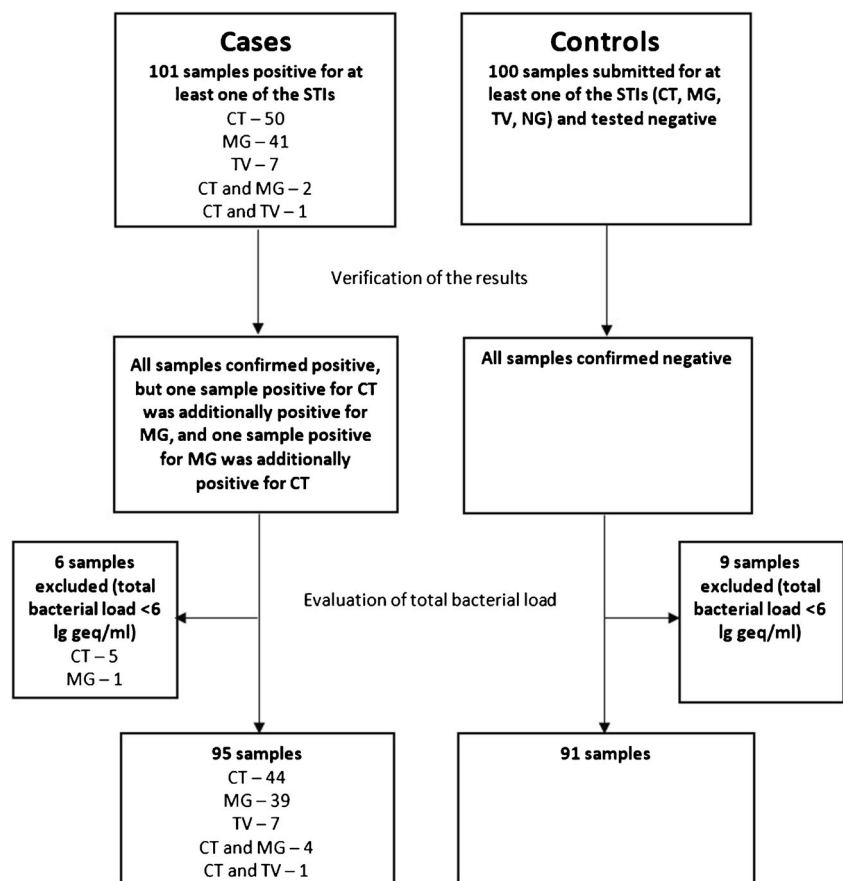 Cases
101 samples positive for at
least one of the STIs
CT – 50
MG – 41
TV – 7
CT and MG – 2
CT and TV – 1
Controls
100 samples submitted for at
least one of the STIs (CT, MG,
TV, NG) and tested negative
Verification of the results
All samples confirmed positive,
but one sample positive for CT
was additionally positive for
MG, and one sample positive
for MG was additionally
positive for CT
All samples confirmed negative
6 samples
excluded (total
bacterial load <6
lg geq/ml)
CT – 5
MG – 1
Evaluation of total bacterial load
9 samples
excluded (total
bacterial load <6
lg geq/ml)
95 samples
CT – 44
MG – 39
TV – 7
CT and MG – 4
CT and TV – 1
91 samples